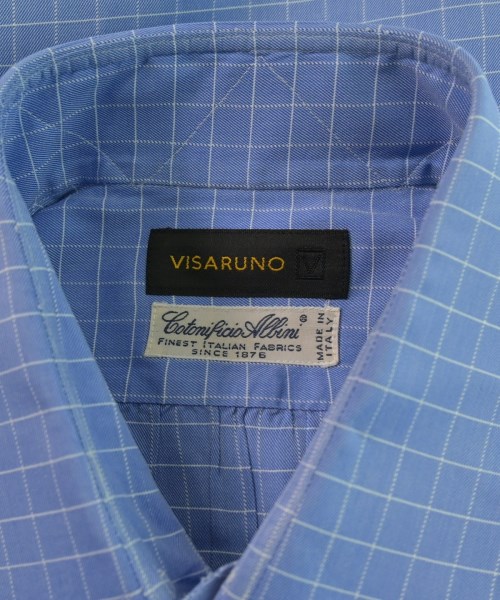 VISARUNO V
Cotonificio Albini®
FINEST ITALIAN FABRICS
SINCE 1876
MADE IN
ITALY